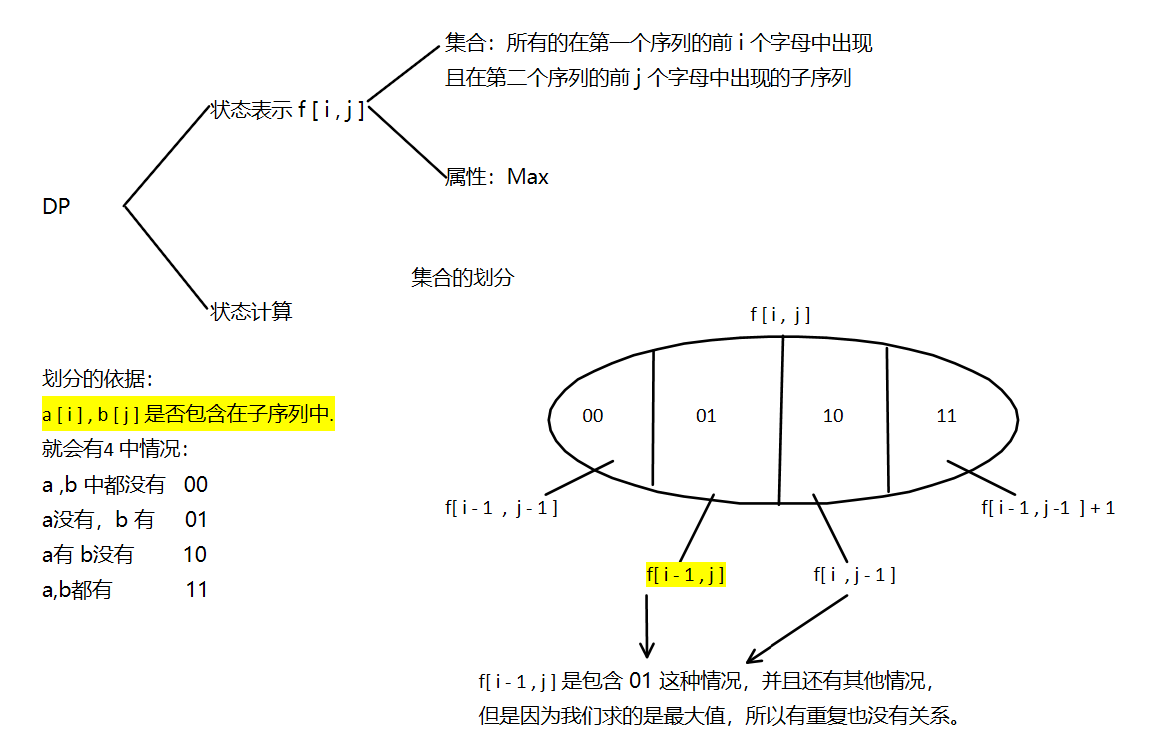 集合：所有的在第一个序列的前 i 个字母中出现
且在第二个序列的前 j 个字母中出现的子序列
状态表示 f [ i , j ]
属性：Max
DP
集合的划分
状态计算
f [ i , j ]
划分的依据：
a [ i ] , b [ j ] 是否包含在子序列中.
就会有4 中情况：
a ,b 中都没有 00
a没有，b 有 01
a有 b没有 10
a,b都有 11
00 01 10 11
f[ i - 1 , j - 1 ]
f[ i - 1 , j -1 ] + 1
f[ i - 1 , j ]
f[ i , j - 1 ]
f[ i - 1 , j ] 是包含 01 这种情况，并且还有其他情况，
但是因为我们求的是最大值，所以有重复也没有关系。